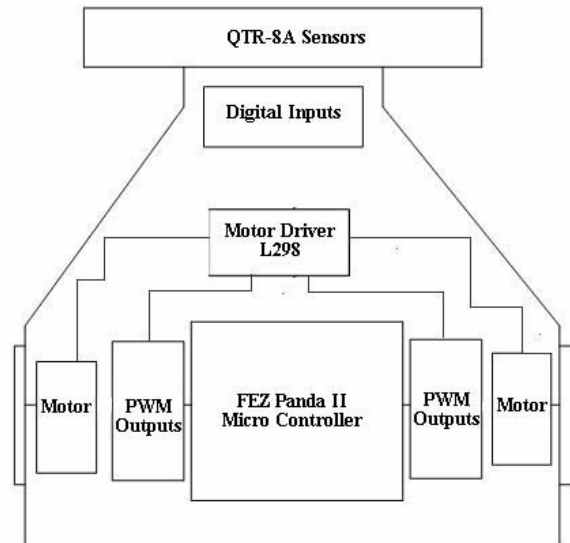 QTR-8A Sensors
Digital Inputs
Motor Driver
L298
Motor
PWM
Outputs
FEZ Panda II
Micro Controller
PWM
Outputs
Motor